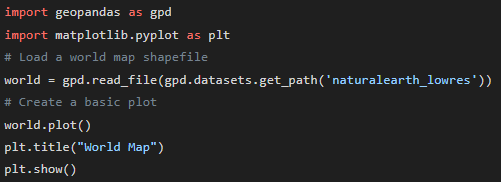 import geopandas as gpd
import matplotlib.pyplot as plt
# Load a world map shapefile
world = gpd.read_file(gpd.datasets.get_path('naturalearth_lowres'))
# Create a basic plot
world.plot()
plt.title("World Map")
plt.show()